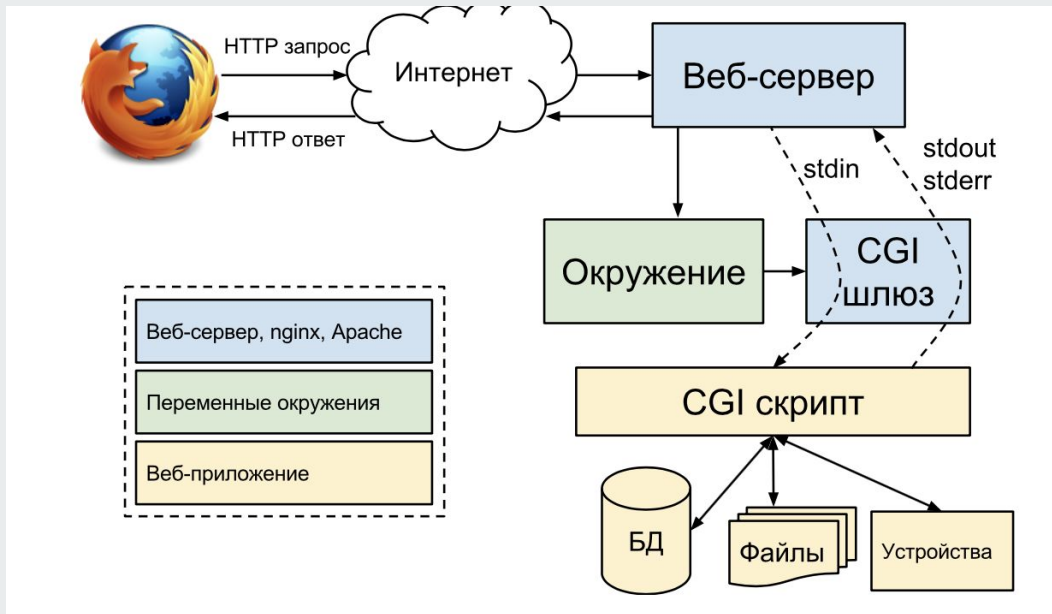 HTTP запрос
Интернет
Веб-сервер
HTTP ответ
stdin
stdout
stderr
Окружение
CGI
шлюз
Веб-сервер, nginx, Apache
Переменные окружения
Веб-приложение
CGI скрипт
БД
Файлы
Устройства